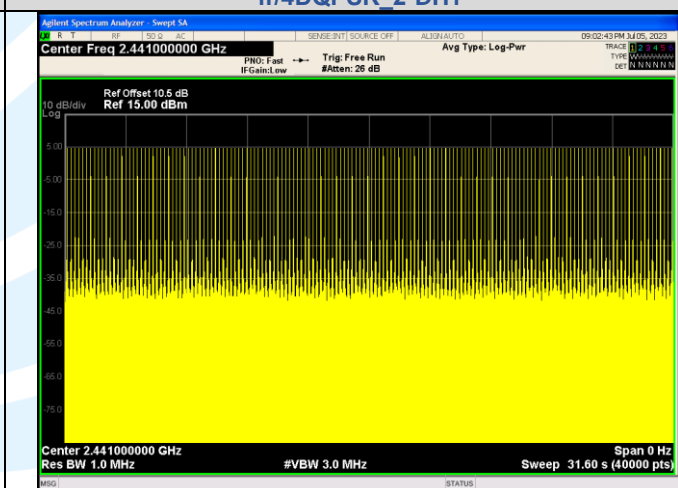 π/4DQPSK_2-DH1
Agilent Spectrum Analyzer - Swept SA
LXI R T RF 50 Ω AC SENSE:INT SOURCE OFF ALIGNAUTO 09:02:43 PM Jul 05, 2023
Center Freq 2.441000000 GHz
PNO: Fast
IFGain:Low
Trig: Free Run
#Atten: 26 dB
Avg Type: Log-Pwr
TRACE 1 2 3 4 5 6
TYPE
DET N N N N N N
Ref Offset 10.5 dB
10 dB/div Ref 15.00 dBm
Log
5.00
-5.00
-15.0
-25.0
-35.0
-45.0
-55.0
-65.0
-75.0
Center 2.441000000 GHz Span 0 Hz
Res BW 1.0 MHz #VBW 3.0 MHz Sweep 31.60 s (40000 pts)
MSG STATUS